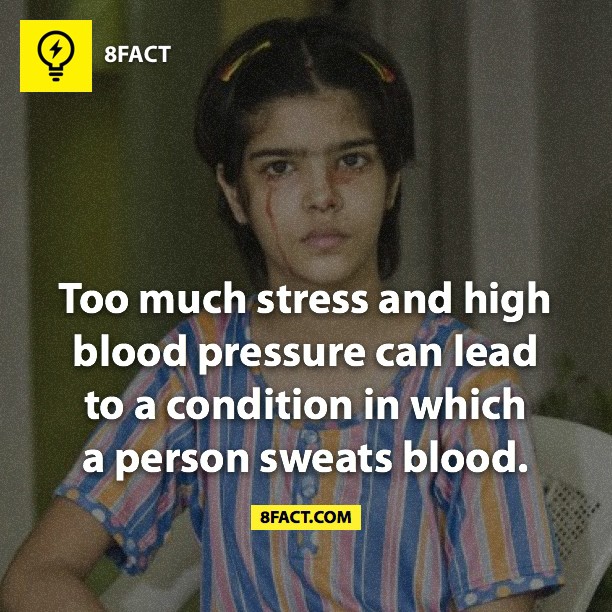 8FACT
Too much stress and high
blood pressure can lead
to a condition in which
a person sweats blood.
8FACT.COM